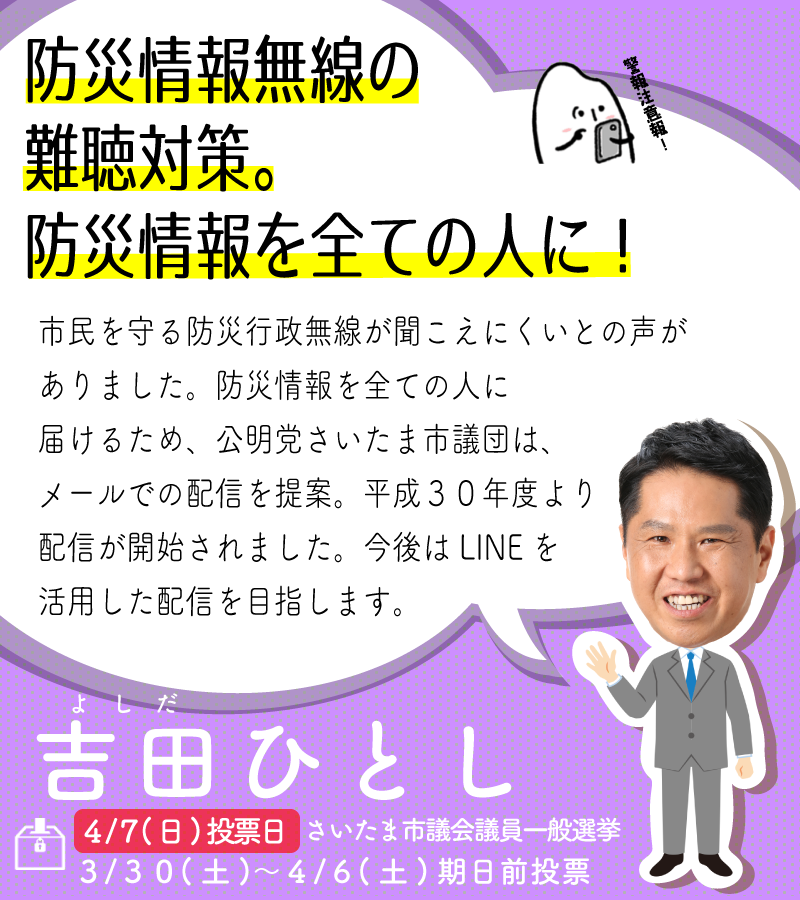 防災情報無線の
難聴対策。
防災情報を全ての人に！
警報注意報！
市民を守る防災行政無線が聞こえにくいとの声が
ありました。防災情報を全ての人に
届けるため、公明党さいたま市議団は、
メールでの配信を提案。平成３０年度より
配信が開始されました。今後は LINE を
活用した配信を目指します。
よしだ
吉田ひとし
4/7(日)投票日 さいたま市議会議員一般選挙
３/３０(土)～４/６(土)期日前投票